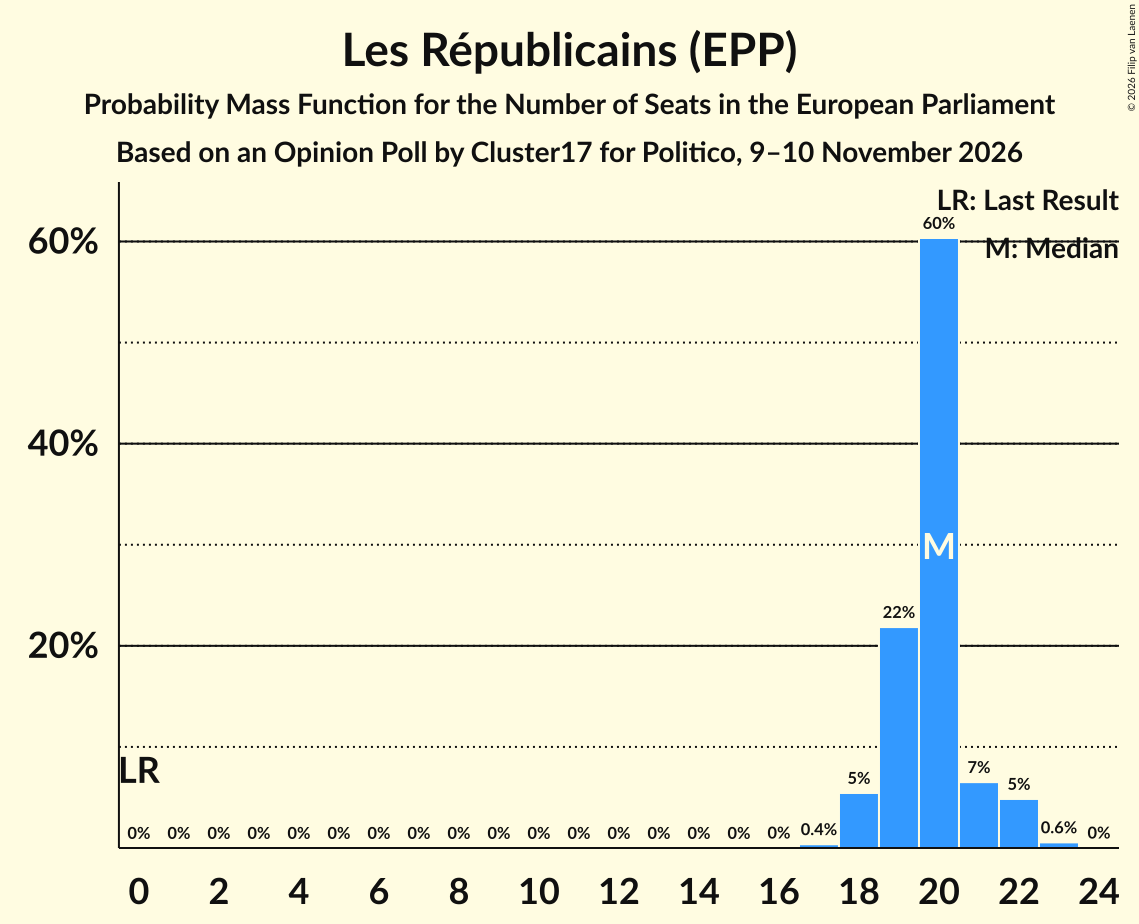 Les Républicains (EPP)
Probability Mass Function for the Number of Seats in the European Parliament
Based on an Opinion Poll by Cluster17 for Politico, 9–10 November 2026
© 2026 Filip van Laenen
LR: Last Result
M: Median
60%
40%
20%
60%
M
22%
LR
0% 0% 0% 0% 0% 0% 0% 0% 0% 0% 0% 0% 0% 0% 0% 0% 0% 0.4% 5% 7% 5% 0.6% 0%
0 2 4 6 8 10 12 14 16 18 20 22 24